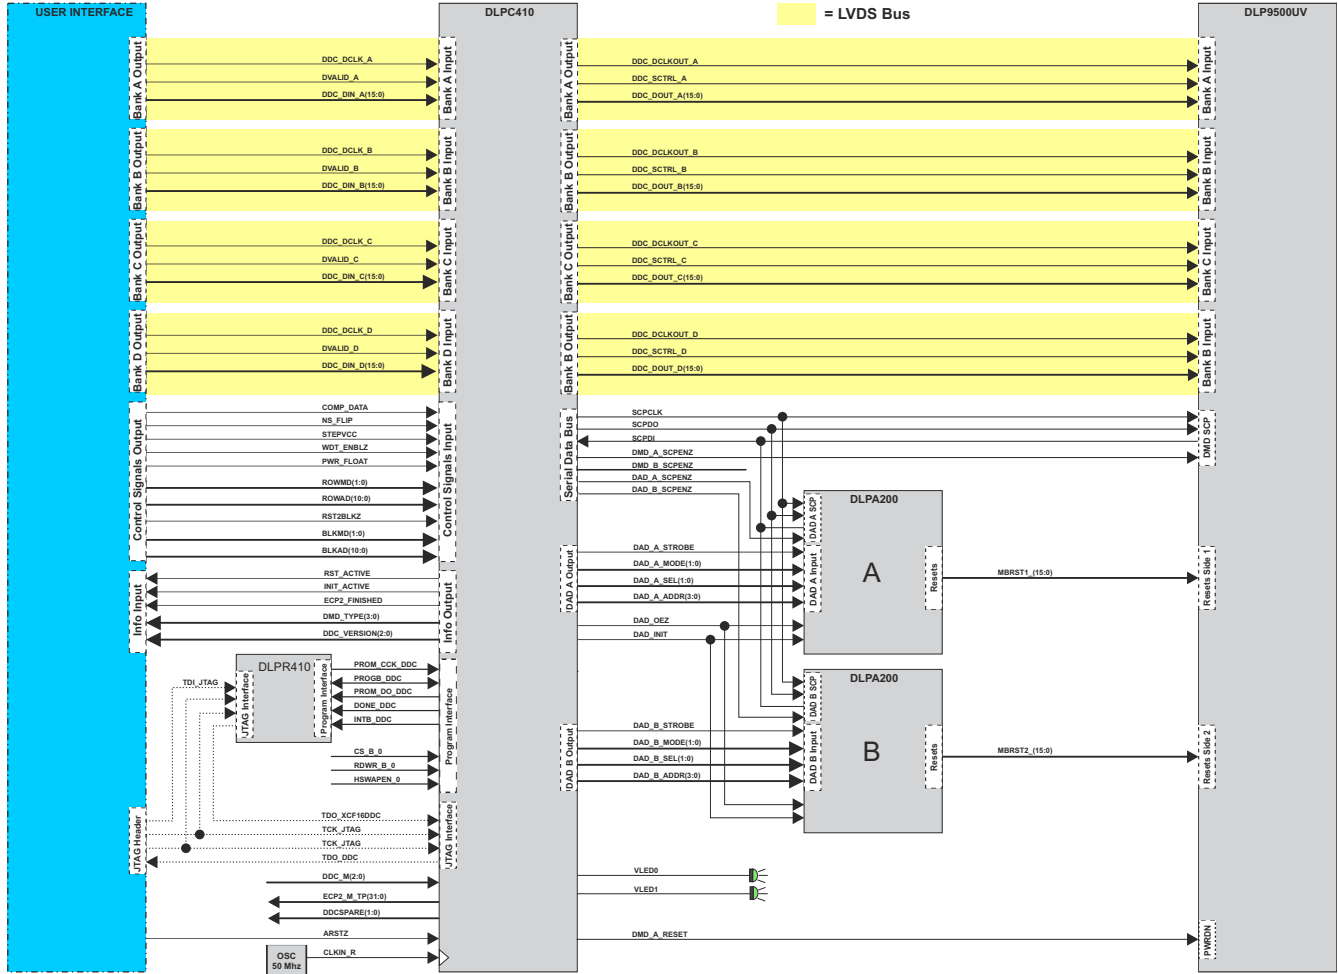 USER INTERFACE
DLPC410
= LVDS Bus
DLP9500UV
Bank A Output
DDC_DCLK_A
DVALID_A
DDC_DIN_A(15:0)
Bank A Input
Bank A Output
DDC_DCLKOUT_A
DDC_SCTRL_A
DDC_DOUT_A(15:0)
Bank A Input
Bank B Output
DDC_DCLK_B
DVALID_B
DDC_DIN_B(15:0)
Bank B Input
Bank B Output
DDC_DCLKOUT_B
DDC_SCTRL_B
DDC_DOUT_B(15:0)
Bank B Input
Bank C Output
DDC_DCLK_C
DVALID_C
DDC_DIN_C(15:0)
Bank C Input
Bank C Output
DDC_DCLKOUT_C
DDC_SCTRL_C
DDC_DOUT_C(15:0)
Bank C Input
Bank D Output
DDC_DCLK_D
DVALID_D
DDC_DIN_D(15:0)
Bank D Input
Bank B Output
DDC_DCLKOUT_D
DDC_SCTRL_D
DDC_DOUT_D(15:0)
Bank B Input
Control Signals Output
COMP_DATA
NS_FLIP
STEPVCC
WDT_ENBLZ
PWR_FLOAT
ROWMD(1:0)
ROWAD(10:0)
RST2BLKZ
BLKMD(1:0)
BLKAD(10:0)
Control Signals Input
Serial Data Bus
SCPCLK
SCPDO
SCPDI
DMD_A_SCPENZ
DMD_B_SCPENZ
DAD_A_SCPENZ
DAD_B_SCPENZ
DMD SCP
Info Input
RST_ACTIVE
INIT_ACTIVE
ECP2_FINISHED
DMD_TYPE(3:0)
DDC_VERSION(2:0)
Info Output
DAD A Output
DAD_A_STROBE
DAD_A_MODE(1:0)
DAD_A_SEL(1:0)
DAD_A_ADDR(3:0)
DAD_OEZ
DAD_INIT
DLPA200
DAD A SCP
DAD A Input
A
Resets
MBRST1_(15:0)
Resets Side 1
DLPR410
TDI_JTAG
JTAG Interface
Program Interface
PROM_CCK_DDC
PROGB_DDC
PROM_DO_DDC
DONE_DDC
INTB_DDC
CS_B_0
RDWR_B_0
HSWAPEN_0
Program Interface
DAD B Output
DAD_B_STROBE
DAD_B_MODE(1:0)
DAD_B_SEL(1:0)
DAD_B_ADDR(3:0)
DLPA200
DAD B SCP
DAD B Input
B
Resets
MBRST2_(15:0)
Resets Side 2
JTAG Header
TDO_XCF16DDC
TCK_JTAG
TCK_JTAG
TDO_DDC
JTAG Interface
DDC_M(2:0)
ECP2_M_TP(31:0)
DDCSPARE(1:0)
VLED0
VLED1
ARSTZ
OSC
50 Mhz
CLKIN_R
DMD_A_RESET
PWRDN